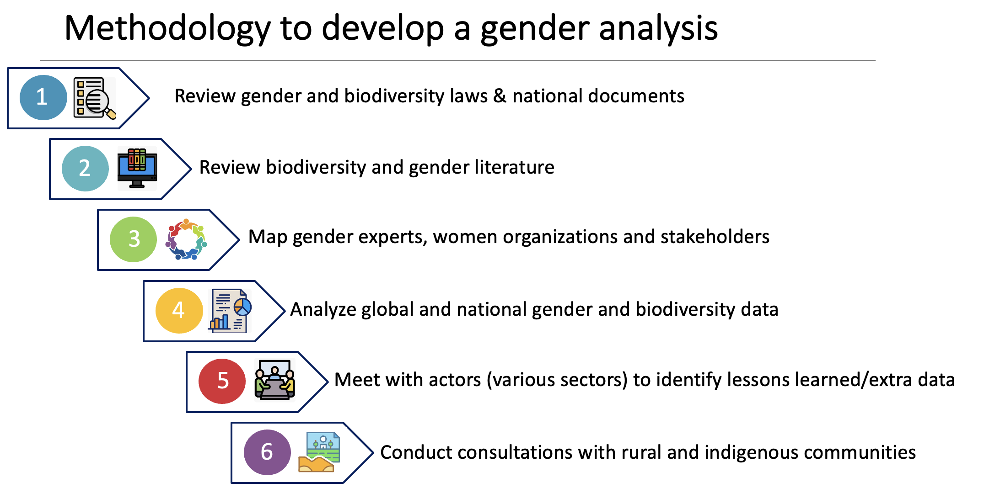 Methodology to develop a gender analysis
1
Review gender and biodiversity laws & national documents
2
Review biodiversity and gender literature
3
Map gender experts, women organizations and stakeholders
4
Analyze global and national gender and biodiversity data
5
Meet with actors (various sectors) to identify lessons learned/extra data
6
Conduct consultations with rural and indigenous communities